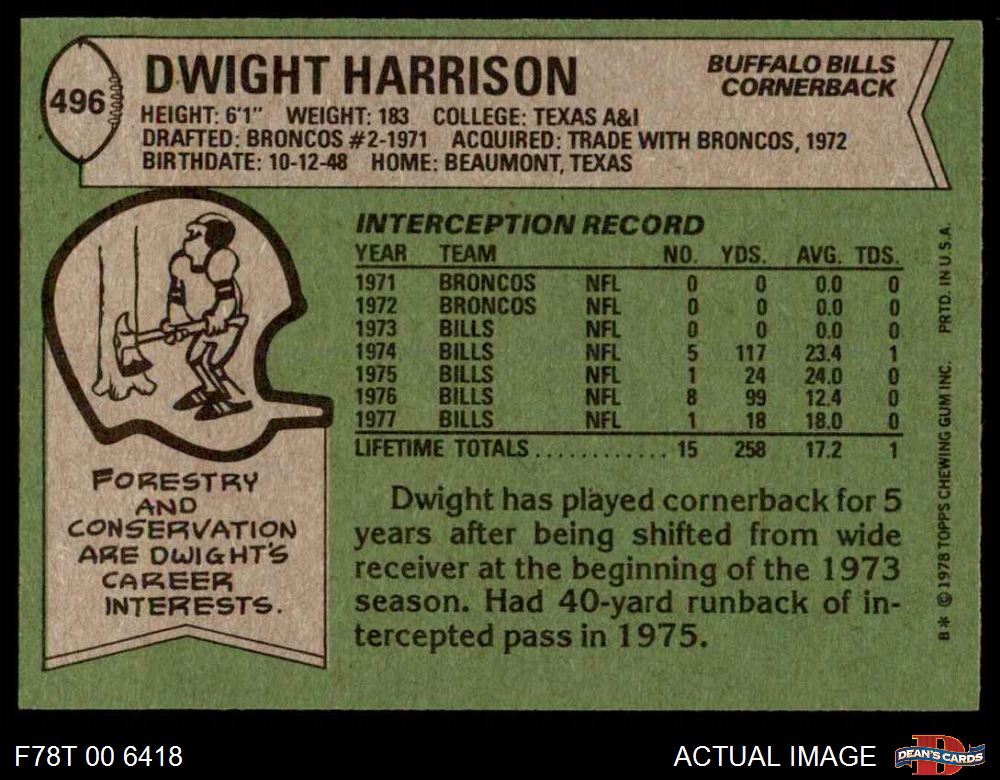 496
DWIGHT HARRISON
BUFFALO BILLS
CORNERBACK
HEIGHT: 6'1" WEIGHT: 183 COLLEGE: TEXAS A&I
DRAFTED: BRONCOS #2-1971 ACQUIRED: TRADE WITH BRONCOS, 1972
BIRTHDATE: 10-12-48 HOME: BEAUMONT, TEXAS
INTERCEPTION RECORD
YEAR TEAM NO. YDS. AVG. TDS.
1971 BRONCOS NFL 0 0 0.0 0
1972 BRONCOS NFL 0 0 0.0 0
1973 BILLS NFL 0 0 0.0 0
1974 BILLS NFL 5 117 23.4 1
1975 BILLS NFL 1 24 24.0 0
1976 BILLS NFL 8 99 12.4 0
1977 BILLS NFL 1 18 18.0 0
LIFETIME TOTALS............ 15 258 17.2 1
FORESTRY
AND
CONSERVATION
ARE DWIGHT'S
CAREER
INTERESTS.
Dwight has played cornerback for 5
years after being shifted from wide
receiver at the beginning of the 1973
season. Had 40-yard runback of in-
tercepted pass in 1975.
B* © 1978 TOPPS CHEWING GUM INC. PRTD. IN U.S.A.
F78T 00 6418
ACTUAL IMAGE
DEAN'S CARDS